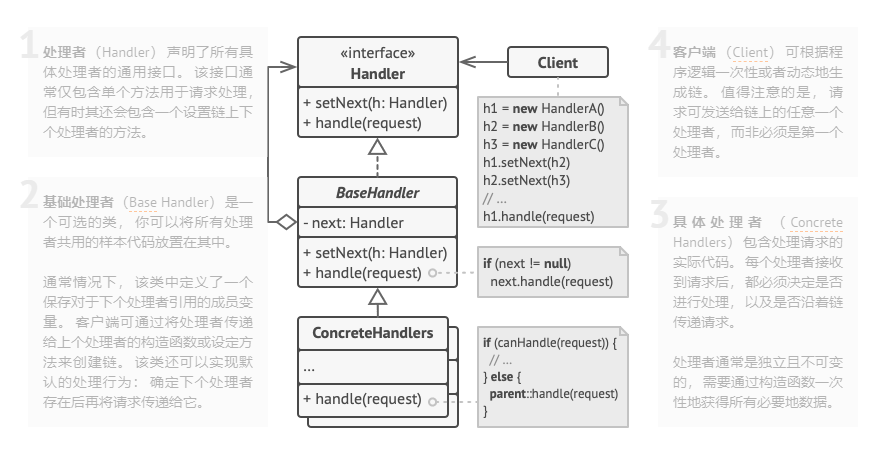 1
处理者 （Handler） 声明了所有具
体处理者的通用接口。 该接口通
常仅包含单个方法用于请求处理，
但有时其还会包含一个设置链上下
个处理者的方法。
2
基础处理者 （Base Handler） 是一
个可选的类， 你可以将所有处理
者共用的样本代码放置在其中。
通常情况下， 该类中定义了一个
保存对于下个处理者引用的成员变
量。 客户端可通过将处理者传递
给上个处理者的构造函数或设定方
法来创建链。 该类还可以实现默
认的处理行为： 确定下个处理者
存在后再将请求传递给它。
«interface»
Handler
+ setNext(h: Handler)
+ handle(request)
BaseHandler
- next: Handler
+ setNext(h: Handler)
+ handle(request)
ConcreteHandlers
...
+ handle(request)
Client
h1 = new HandlerA()
h2 = new HandlerB()
h3 = new HandlerC()
h1.setNext(h2)
h2.setNext(h3)
// ...
h1.handle(request)
if (next != null)
next.handle(request)
if (canHandle(request)) {
// ...
} else {
parent::handle(request)
}
4
客户端 （Client） 可根据程
序逻辑一次性或者动态地生
成链。 值得注意的是， 请
求可发送给链上的任意一个
处理者， 而非必须是第一个
处理者。
3
具体处理者 （Concrete
Handlers） 包含处理请求的
实际代码。 每个处理者接收
到请求后， 都必须决定是否
进行处理， 以及是否沿着链
传递请求。
处理者通常是独立且不可变
的， 需要通过构造函数一次
性地获得所有必要地数据。